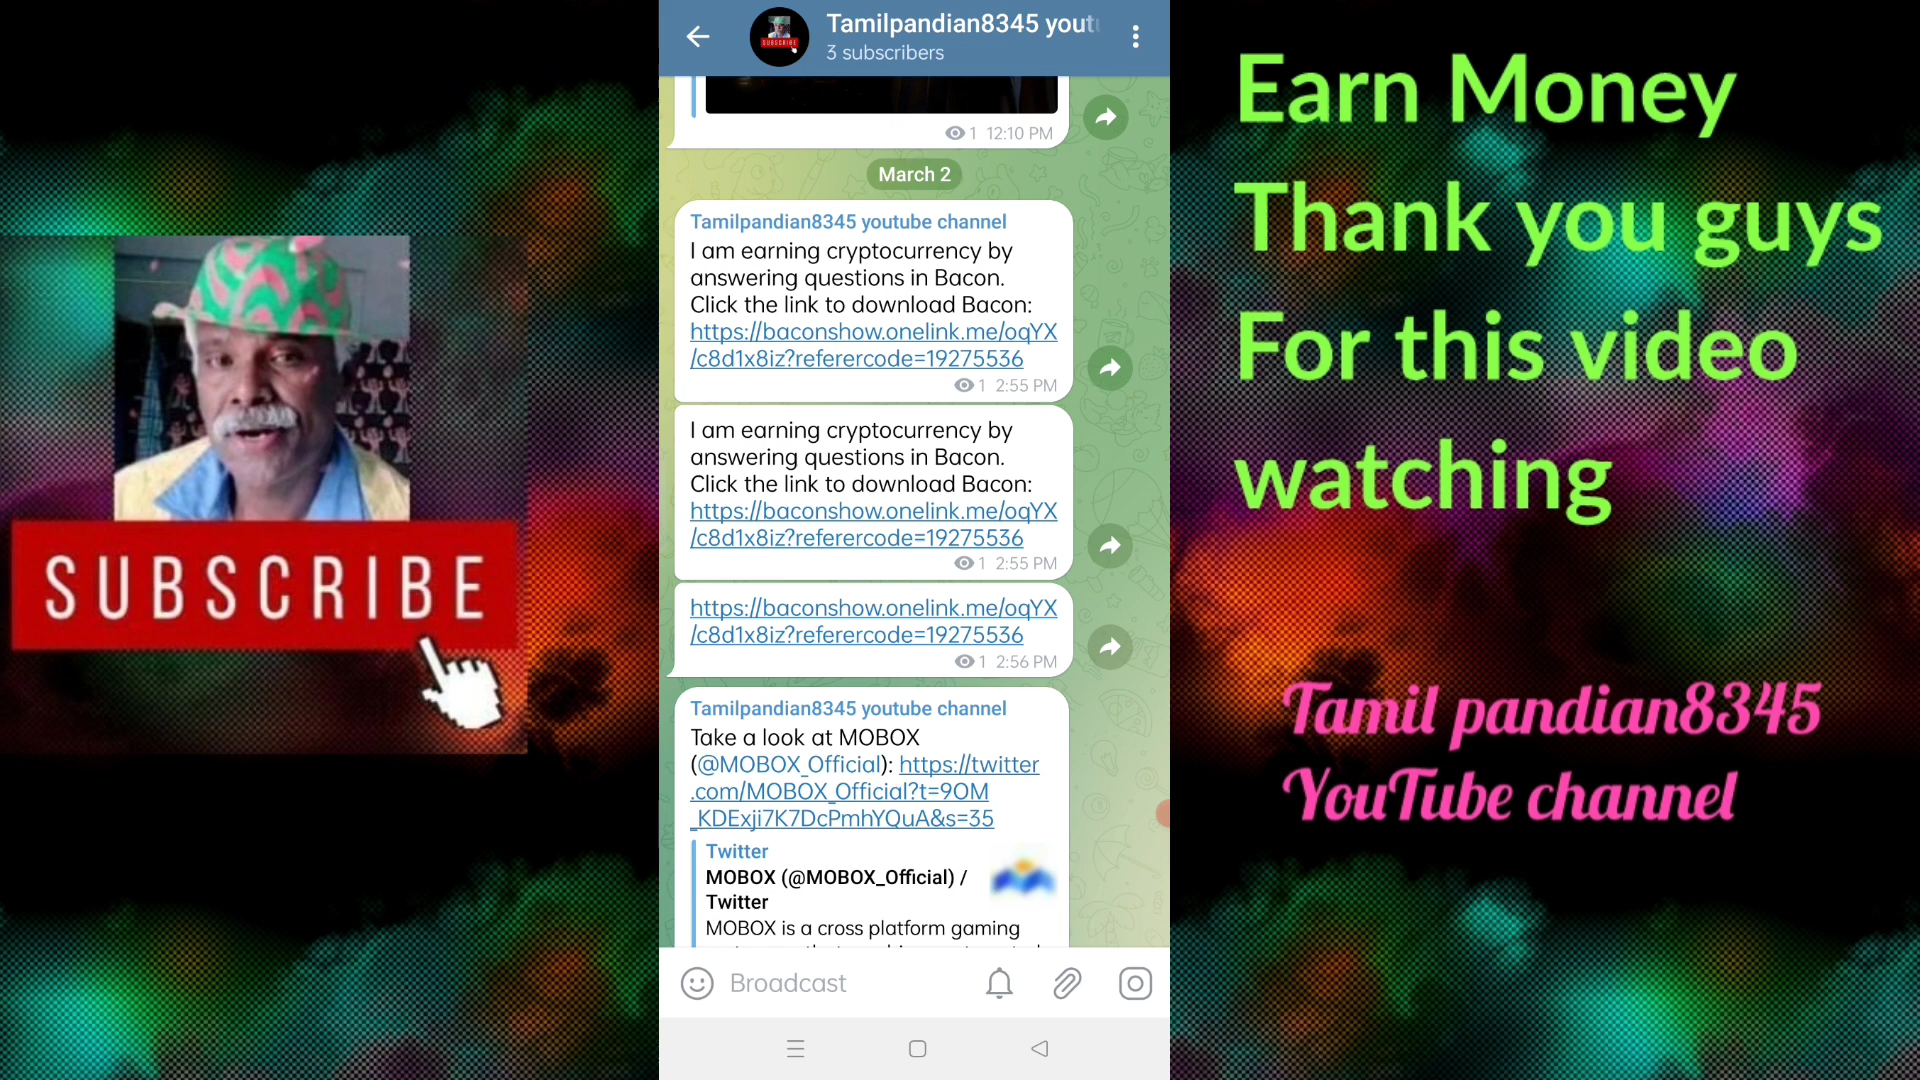 SUBSCRIBE
Tamilpandian8345 yout
3 subscribers
SUBSCRIBE
1 12:10 PM
March 2
Tamilpandian8345 youtube channel
I am earning cryptocurrency by
answering questions in Bacon.
Click the link to download Bacon:
https://baconshow.onelink.me/oqYX
/c8d1x8iz?referercode=19275536
1 2:55 PM
I am earning cryptocurrency by
answering questions in Bacon.
Click the link to download Bacon:
https://baconshow.onelink.me/oqYX
/c8d1x8iz?referercode=19275536
1 2:55 PM
https://baconshow.onelink.me/oqYX
/c8d1x8iz?referercode=19275536
1 2:56 PM
Tamilpandian8345 youtube channel
Take a look at MOBOX
(@MOBOX_Official): https://twitter
.com/MOBOX_Official?t=9OM
_KDExji7K7DcPmhYQuA&s=35
Twitter
MOBOX (@MOBOX_Official) /
Twitter
MOBOX is a cross platform gaming
Broadcast
Earn Money
Thank you guys
For this video
watching
Tamil pandian8345
YouTube channel